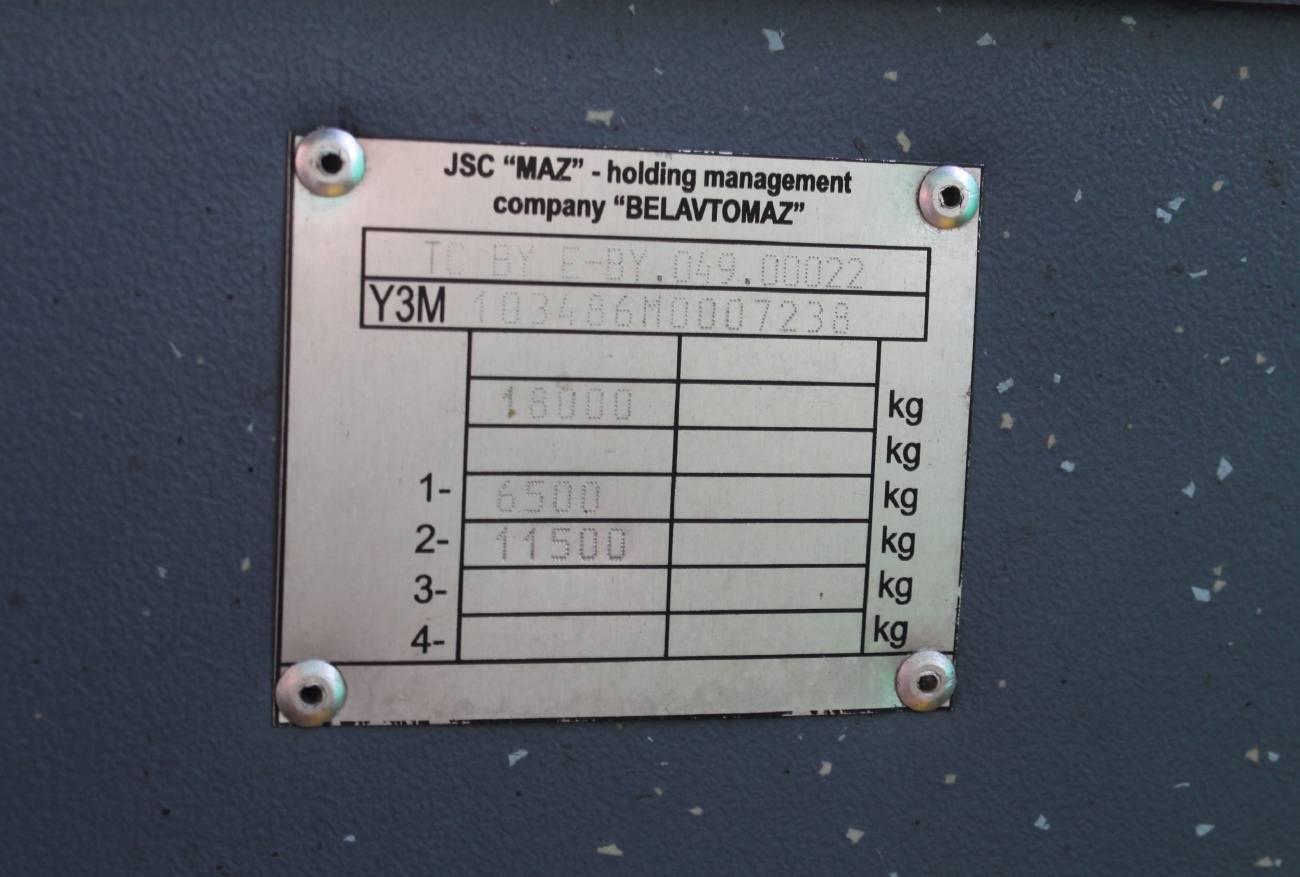 JSC “MAZ” - holding management
company “BELAVTOMAZ”
TC BY E-BY.049.00022
Y3M 103486M0007238
18000 kg
kg
1- 6500 kg
2- 11500 kg
3- kg
4- kg